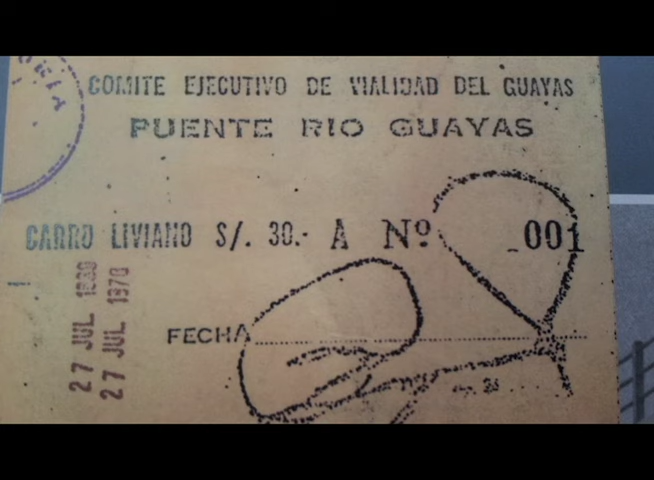 COMITE EJECUTIVO DE VIALIDAD DEL GUAYAS
PUENTE RIO GUAYAS
CARRO LIVIANO S/. 30.- A Nº 001
27 JUL
27 JUL 1970
FECHA